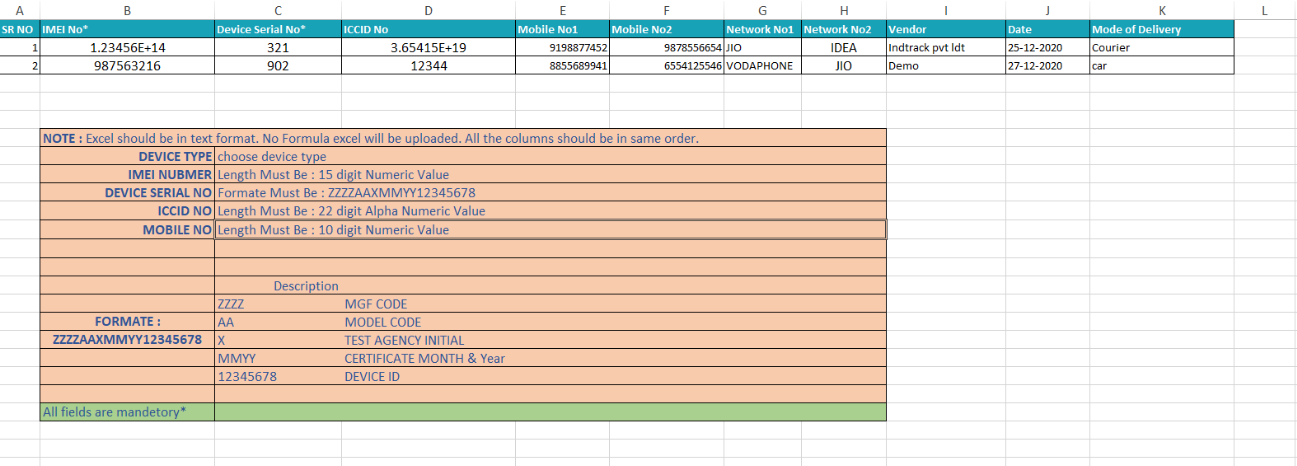 A B C D E F G H I J K L
SR NO IMEI No* Device Serial No* ICCID No Mobile No1 Mobile No2 Network No1 Network No2 Vendor Date Mode of Delivery
1 1.23456E+14 321 3.65415E+19 9198877452 9878556654 JIO IDEA Indtrack pvt ldt 25-12-2020 Courier
2 987563216 902 12344 8855689941 6554125546 VODAPHONE JIO Demo 27-12-2020 car
NOTE : Excel should be in text format. No Formula excel will be uploaded. All the columns should be in same order.
DEVICE TYPE choose device type
IMEI NUBMER Length Must Be : 15 digit Numeric Value
DEVICE SERIAL NO Formate Must Be : ZZZZAAXMMYY12345678
ICCID NO Length Must Be : 22 digit Alpha Numeric Value
MOBILE NO Length Must Be : 10 digit Numeric Value
Description
ZZZZ MGF CODE
FORMATE : AA MODEL CODE
ZZZZAAXMMYY12345678 X TEST AGENCY INITIAL
MMYY CERTIFICATE MONTH & Year
12345678 DEVICE ID
All fields are mandetory*